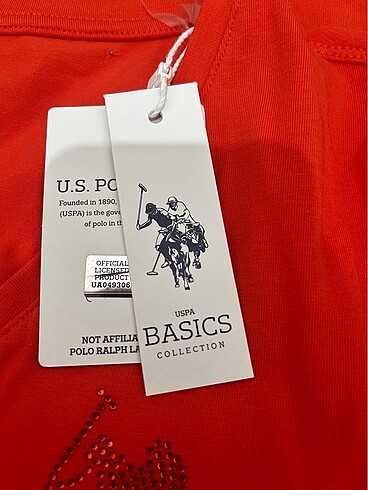 U.S. PO
Founded in 1890,
(USPA) is the gove
of polo in th
OFFICIAL
LICENSED
PRODUCT
UA049306
NOT AFFILIA
POLO RALPH LA
USPA
BASICS
COLLECTION